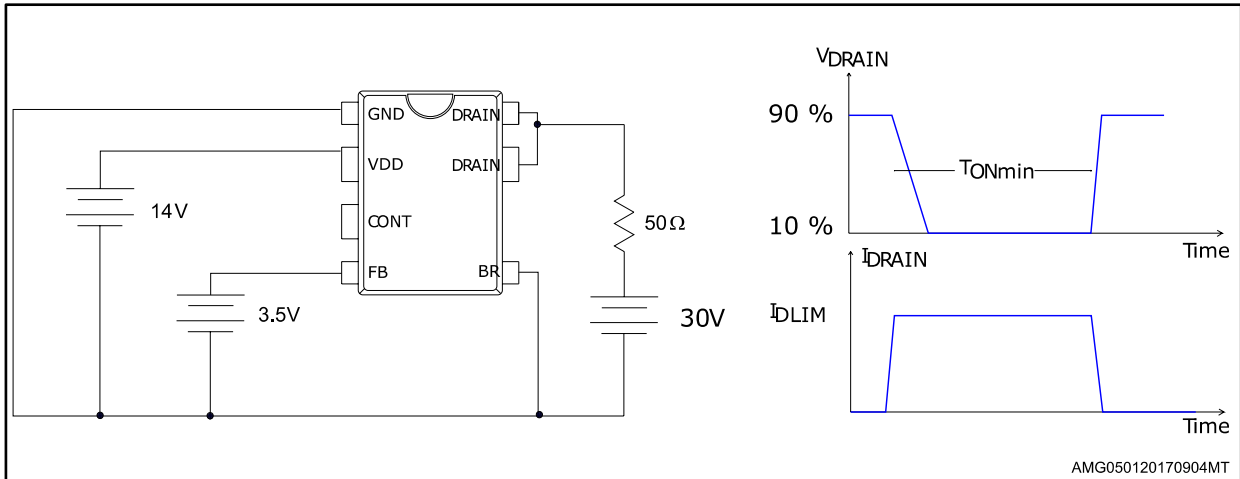 GND
DRAIN
VDD
DRAIN
CONT
FB
BR
14V
3.5V
50Ω
30V
VDRAIN
90 %
TONmin
10 %
Time
IDRAIN
IDLIM
Time
AMG050120170904MT